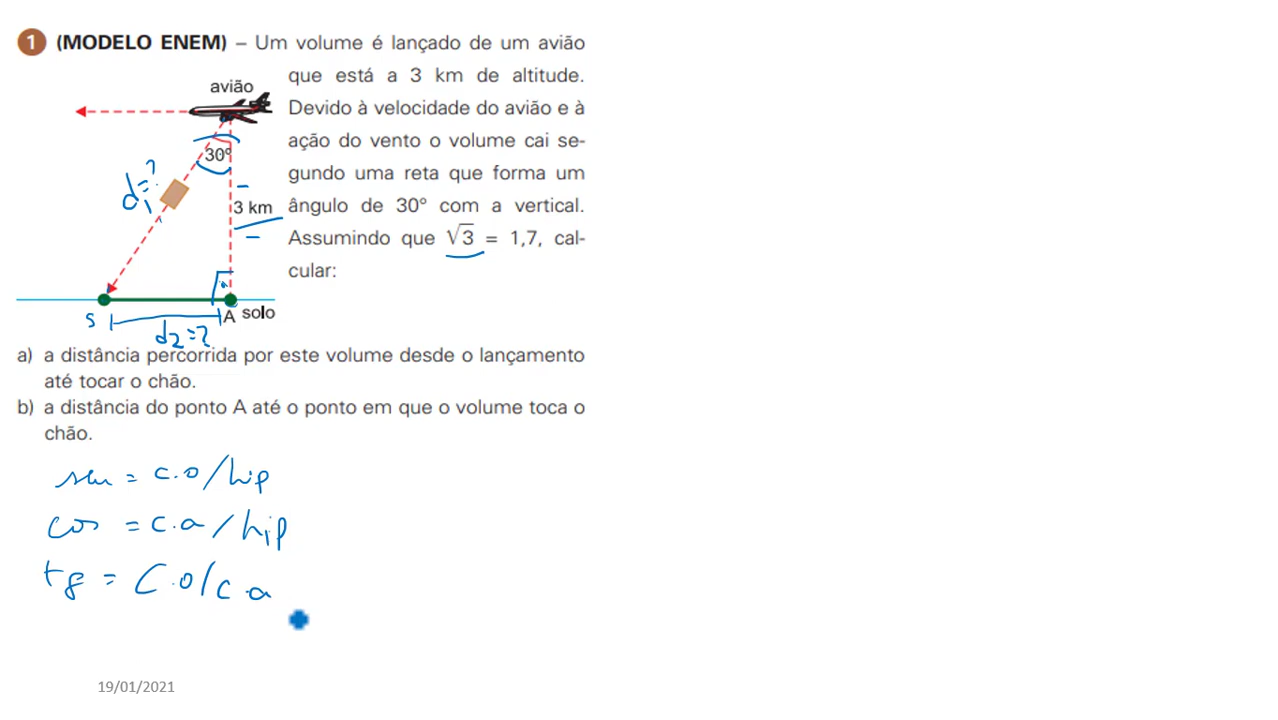 1 (MODELO ENEM) – Um volume é lançado de um avião
que está a 3 km de altitude.
Devido à velocidade do avião e à
ação do vento o volume cai se-
gundo uma reta que forma um
ângulo de 30° com a vertical.
Assumindo que √3 = 1,7, cal-
cular:
avião
30º
d1=?
3 km
S
A
solo
d2=?
a) a distância percorrida por este volume desde o lançamento
até tocar o chão.
b) a distância do ponto A até o ponto em que o volume toca o
chão.
sen = c.o/hip
cos = c.a/hip
tg = C.o/c.a
19/01/2021